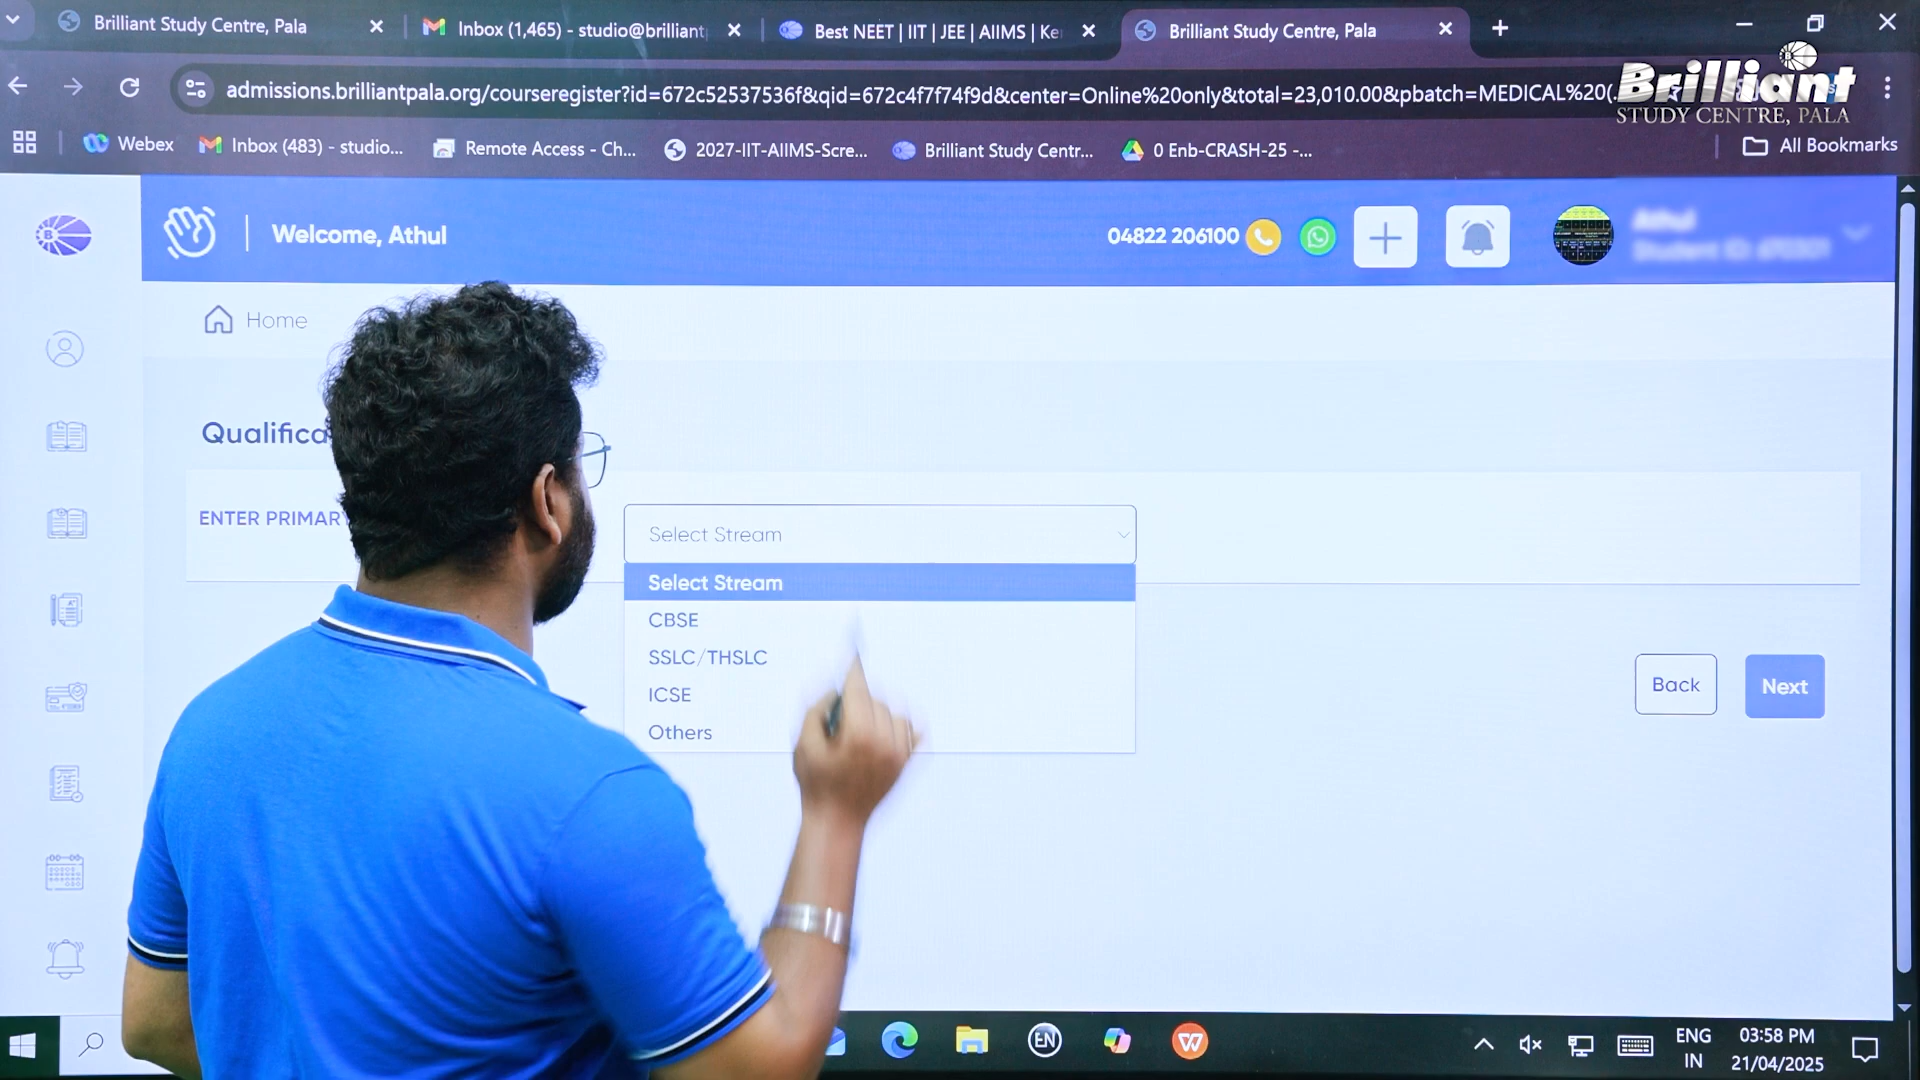 Brilliant Study Centre, Pala
Inbox (1,465) - studio@brilliant
Best NEET | IIT | JEE | AIIMS | Ke
Brilliant Study Centre, Pala
admissions.brilliantpala.org/courseregister?id=672c52537536f&qid=672c4f7f74f9d&center=Online%20only&total=23,010.00&pbatch=MEDICAL%20(...
Brilliant
STUDY CENTRE, PALA
Webex
Inbox (483) - studio...
Remote Access - Ch...
2027-IIT-AIIMS-Scre...
Brilliant Study Centr...
0 Enb-CRASH-25 -...
All Bookmarks
B
Welcome, Athul
04822 206100
Athul
Home
Qualifica
ENTER PRIMARY
Select Stream
Select Stream
CBSE
SSLC/THSLC
ICSE
Others
Back
Next
EN
W
ENG
IN
03:58 PM
21/04/2025